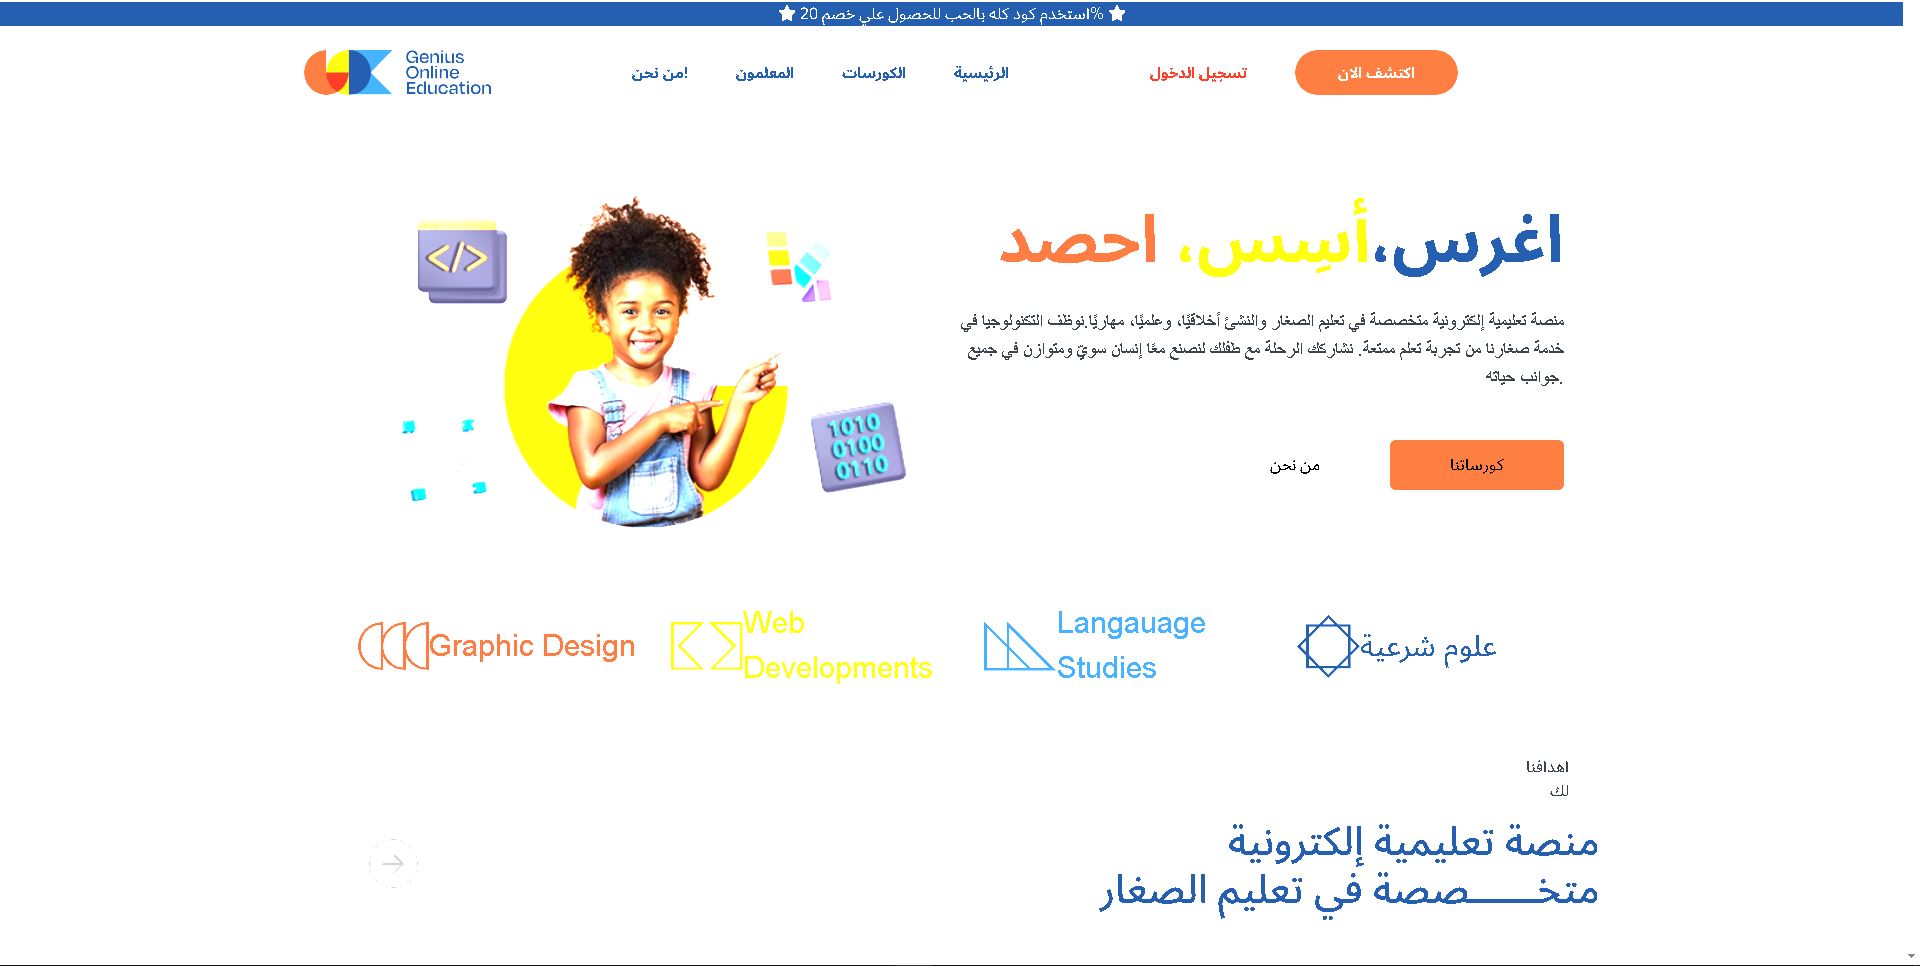 استخدم كود كله بالحب للحصول علي خصم 20%
Genius
Online
Education
من نحن!
المعلمون
الكورسات
الرئيسية
تسجيل الدخول
اكتشف الان
اغرس،أسِس، احصد
منصة تعليمية إلكترونية متخصصة في تعليم الصغار والنشئ أخلاقيًا، وعلميًا، مهاريًا.نوظف التكنولوجيا في
خدمة صغارنا من تجربة تعلم ممتعة. نشاركك الرحلة مع طفلك لنصنع معًا إنسان سويّ ومتوازن في جميع
جوانب حياته.
كورساتنا
من نحن
</>
1010
0100
0110
Graphic Design
Web
Developments
Langauage
Studies
علوم شرعية
اهدافنا
لك
منصة تعليمية إلكترونية
متخـــــصصة في تعليم الصغار